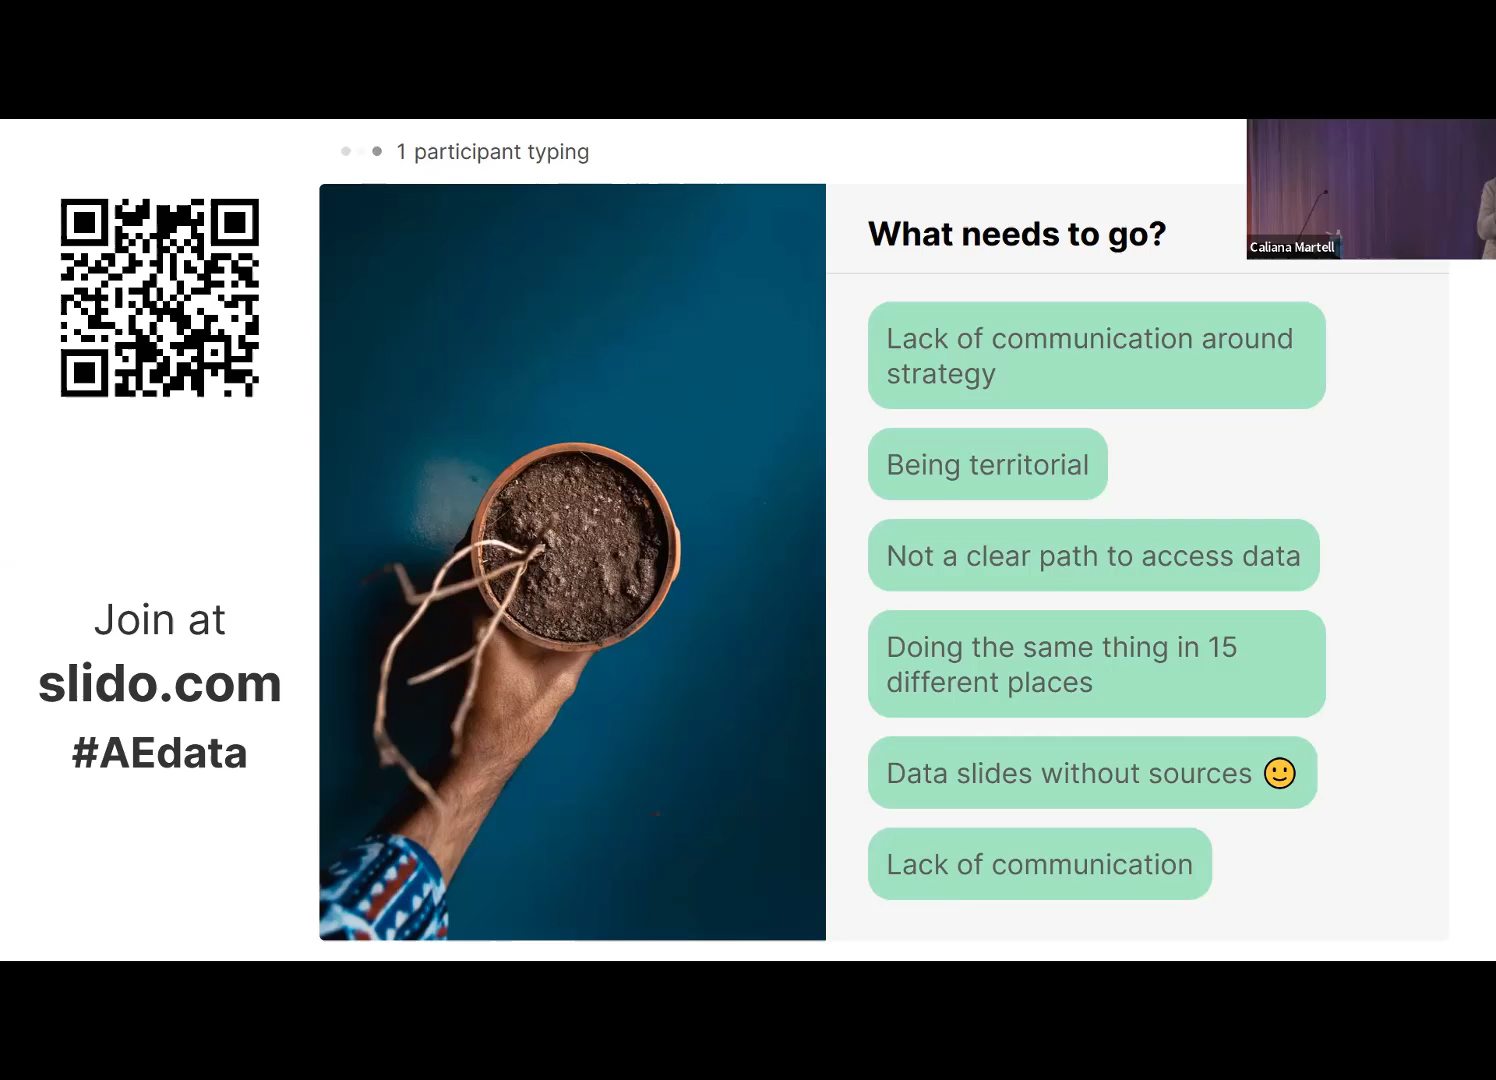 1 participant typing
Join at
slido.com
#AEdata
What needs to go?
Caliana Martell
Lack of communication around
strategy
Being territorial
Not a clear path to access data
Doing the same thing in 15
different places
Data slides without sources 🙂
Lack of communication